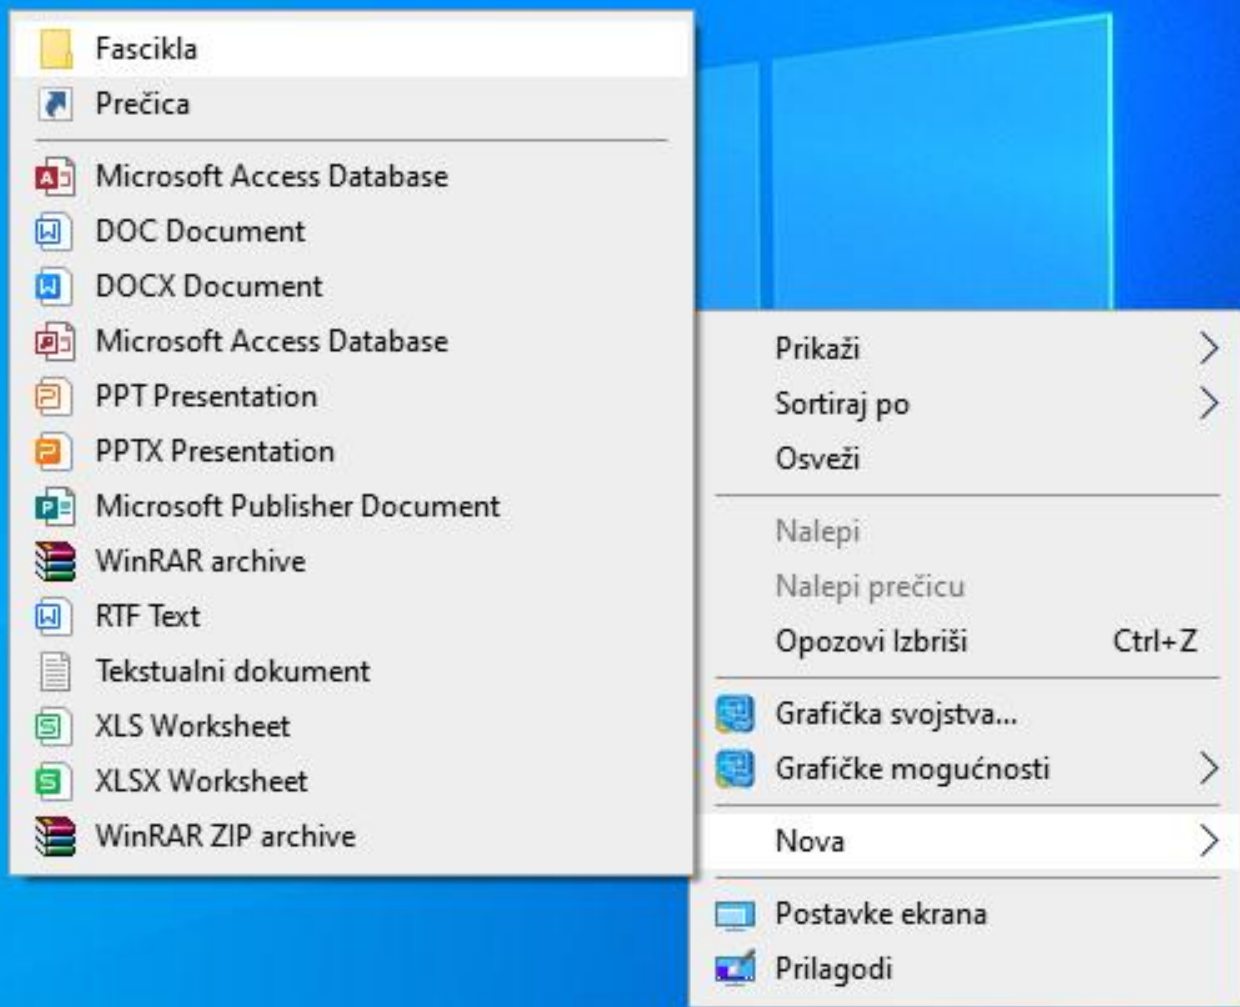 Fascikla
Prečica
Microsoft Access Database
DOC Document
DOCX Document
Microsoft Access Database
PPT Presentation
PPTX Presentation
Microsoft Publisher Document
WinRAR archive
RTF Text
Tekstualni dokument
XLS Worksheet
XLSX Worksheet
WinRAR ZIP archive
Prikaži
Sortiraj po
Osveži
Nalepi
Nalepi prečicu
Opozovi Izbriši Ctrl+Z
Grafička svojstva...
Grafičke mogućnosti
Nova
Postavke ekrana
Prilagodi